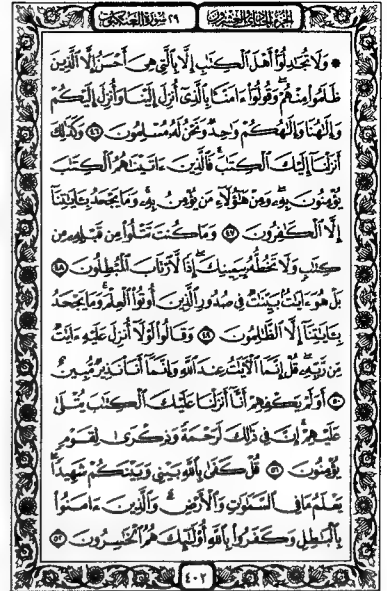 الجزء الحادي والعشرون
٢٩ سورة العنكبوت
۞ وَلَا تُجَٰدِلُوٓا۟ أَهْلَ ٱلْكِتَٰبِ إِلَّا بِٱلَّتِى هِىَ أَحْسَنُ إِلَّا ٱلَّذِينَ
ظَلَمُوا۟ مِنْهُمْ ۖ وَقُولُوٓا۟ ءَامَنَّا بِٱلَّذِىٓ أُنزِلَ إِلَيْنَا وَأُنزِلَ إِلَيْكُمْ
وَإِلَٰهُنَا وَإِلَٰهُكُمْ وَٰحِدٌ وَنَحْنُ لَهُۥ مُسْلِمُونَ ٤٦ وَكَذَٰلِكَ
أَنزَلْنَآ إِلَيْكَ ٱلْكِتَٰبَ ۚ فَٱلَّذِينَ ءَاتَيْنَٰهُمُ ٱلْكِتَٰبَ
يُؤْمِنُونَ بِهِۦ ۖ وَمِنْ هَٰٓؤُلَآءِ مَن يُؤْمِنُ بِهِۦ ۚ وَمَا يَجْحَدُ بِـَٔايَٰتِنَآ
إِلَّا ٱلْكَٰفِرُونَ ٤٧ وَمَا كُنتَ تَتْلُوا۟ مِن قَبْلِهِۦ مِن
كِتَٰبٍ وَلَا تَخُطُّهُۥ بِيَمِينِكَ ۖ إِذًا لَّٱرْتَابَ ٱلْمُبْطِلُونَ ٤٨
بَلْ هُوَ ءَايَٰتٌۢ بَيِّنَٰتٌ فِى صُدُورِ ٱلَّذِينَ أُوتُوا۟ ٱلْعِلْمَ ۚ وَمَا يَجْحَدُ
بِـَٔايَٰتِنَآ إِلَّا ٱلظَّٰلِمُونَ ٤٩ وَقَالُوا۟ لَوْلَآ أُنزِلَ عَلَيْهِ ءَايَٰتٌ
مِّن رَّبِّهِۦ ۖ قُلْ إِنَّمَا ٱلْـَٔايَٰتُ عِندَ ٱللَّهِ وَإِنَّمَآ أَنَا۠ نَذِيرٌ مُّبِينٌ
٥٠ أَوَلَمْ يَكْفِهِمْ أَنَّآ أَنزَلْنَا عَلَيْكَ ٱلْكِتَٰبَ يُتْلَىٰ
عَلَيْهِمْ ۚ إِنَّ فِى ذَٰلِكَ لَرَحْمَةً وَذِكْرَىٰ لِقَوْمٍ
يُؤْمِنُونَ ٥١ قُلْ كَفَىٰ بِٱللَّهِ بَيْنِى وَبَيْنَكُمْ شَهِيدًا ۖ
يَعْلَمُ مَا فِى ٱلسَّمَٰوَٰتِ وَٱلْأَرْضِ ۗ وَٱلَّذِينَ ءَامَنُوا۟
بِٱلْبَٰطِلِ وَكَفَرُوا۟ بِٱللَّهِ أُو۟لَٰٓئِكَ هُمُ ٱلْخَٰسِرُونَ ٥٢
٤٠٢